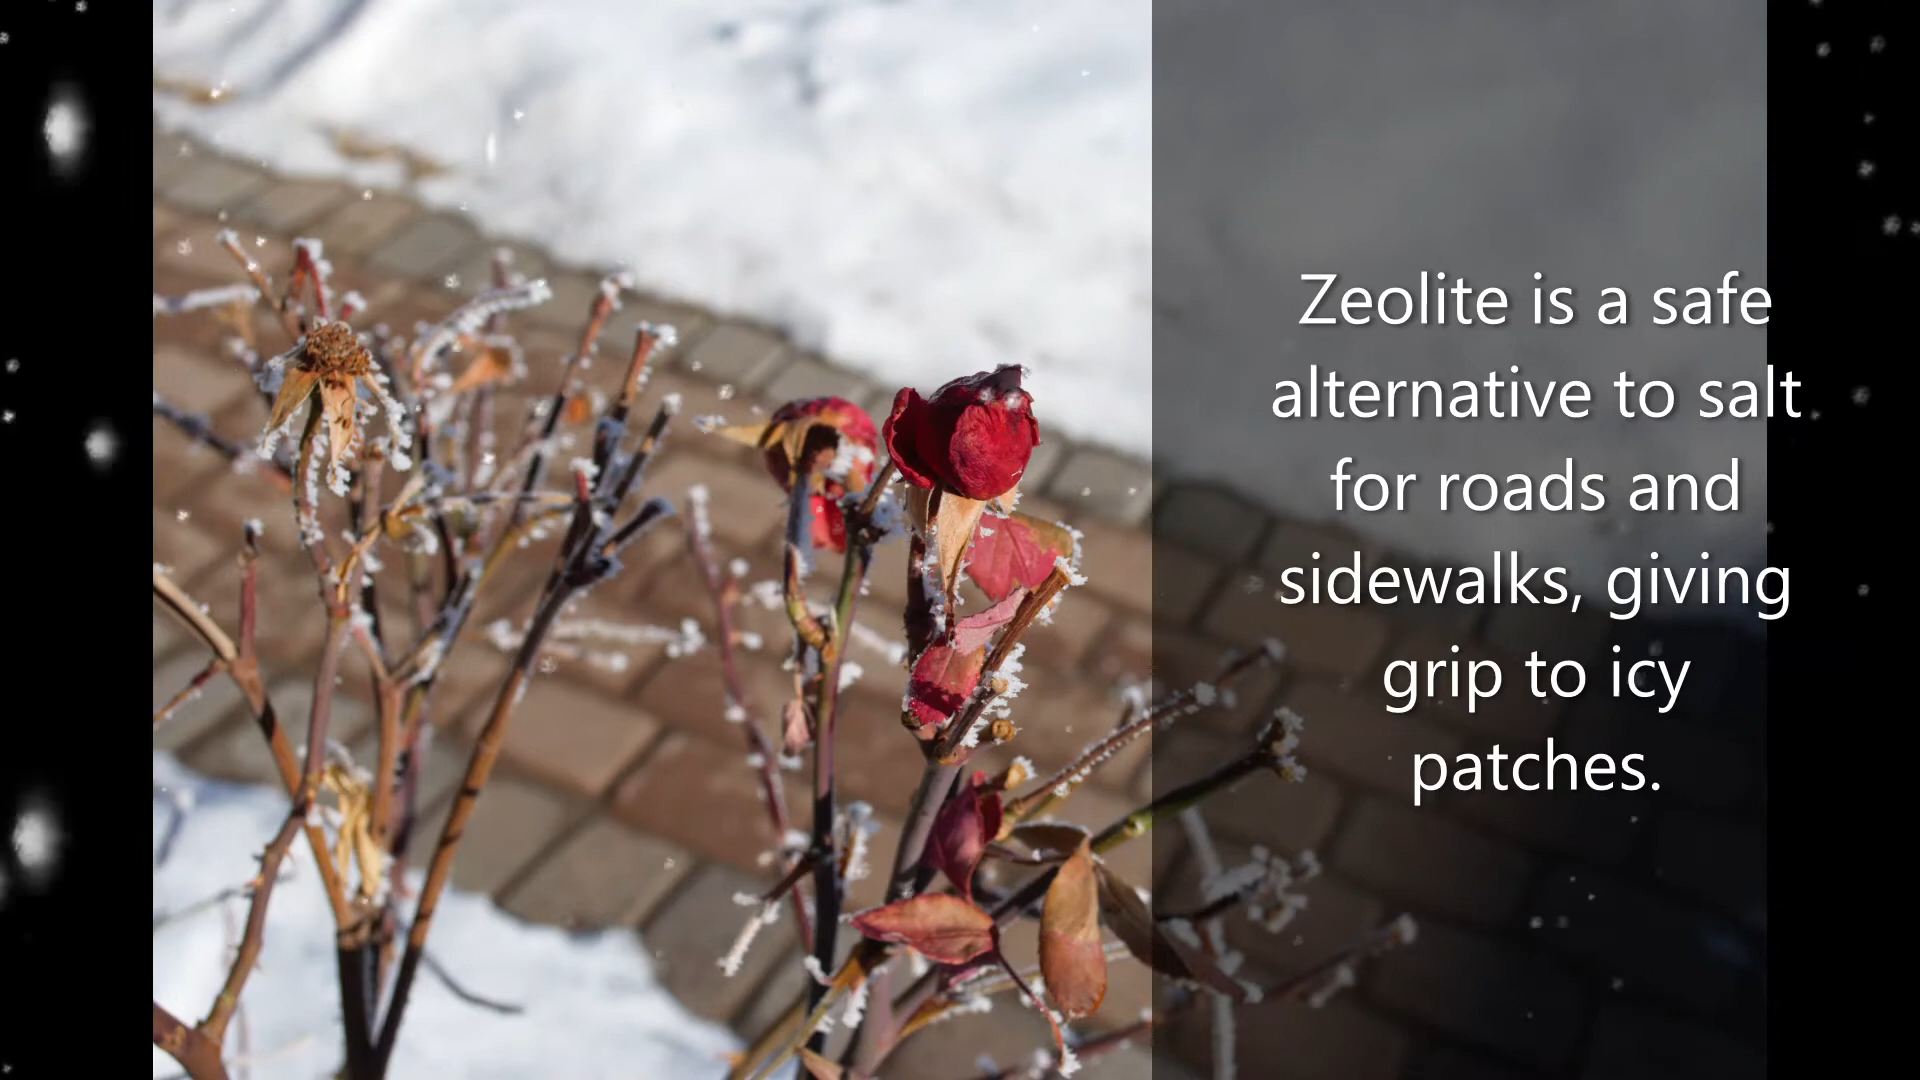 Zeolite is a safe
alternative to salt
for roads and
sidewalks, giving
grip to icy
patches.